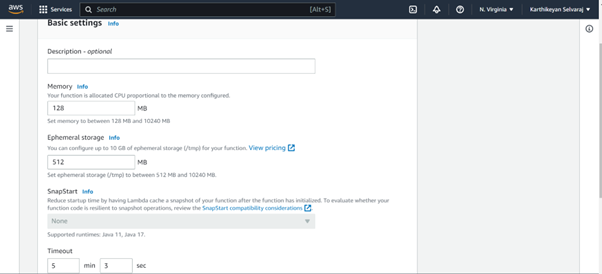 aws
Services
Search
[Alt+S]
N. Virginia
Karthikeyan Selvaraj
Basic settings Info
Description - optional
Memory Info
Your function is allocated CPU proportional to the memory configured.
128 MB
Set memory to between 128 MB and 10240 MB
Ephemeral storage Info
You can configure up to 10 GB of ephemeral storage (/tmp) for your function. View pricing
512 MB
Set ephemeral storage (/tmp) to between 512 MB and 10240 MB.
SnapStart Info
Reduce startup time by having Lambda cache a snapshot of your function after the function has initialized. To evaluate whether your
function code is resilient to snapshot operations, review the SnapStart compatibility considerations
None
Supported runtimes: Java 11, Java 17.
Timeout
5 min 3 sec